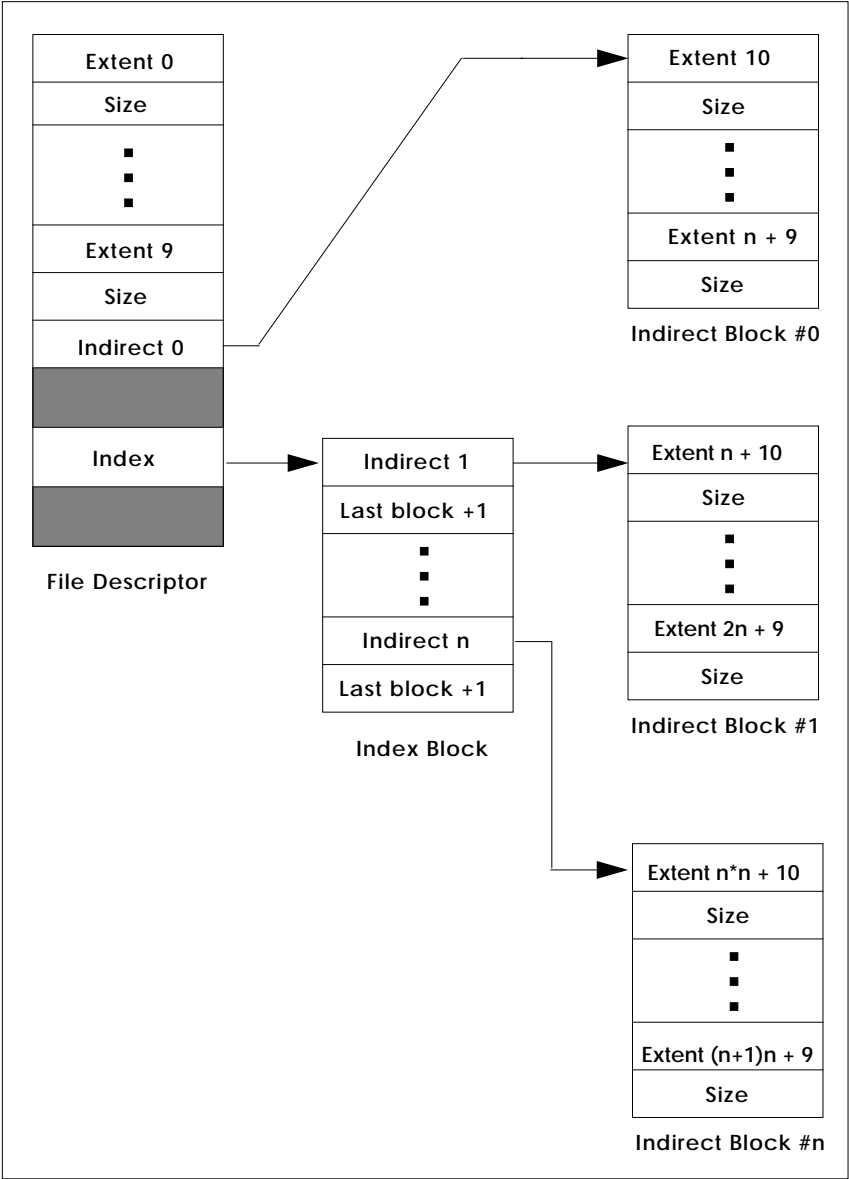 Extent 0
Size
Extent 9
Size
Indirect 0
Index
File Descriptor
Indirect 1
Last block +1
Indirect n
Last block +1
Index Block
Extent 10
Size
Extent n + 9
Size
Indirect Block #0
Extent n + 10
Size
Extent 2n + 9
Size
Indirect Block #1
Extent n*n + 10
Size
Extent (n+1)n + 9
Size
Indirect Block #n